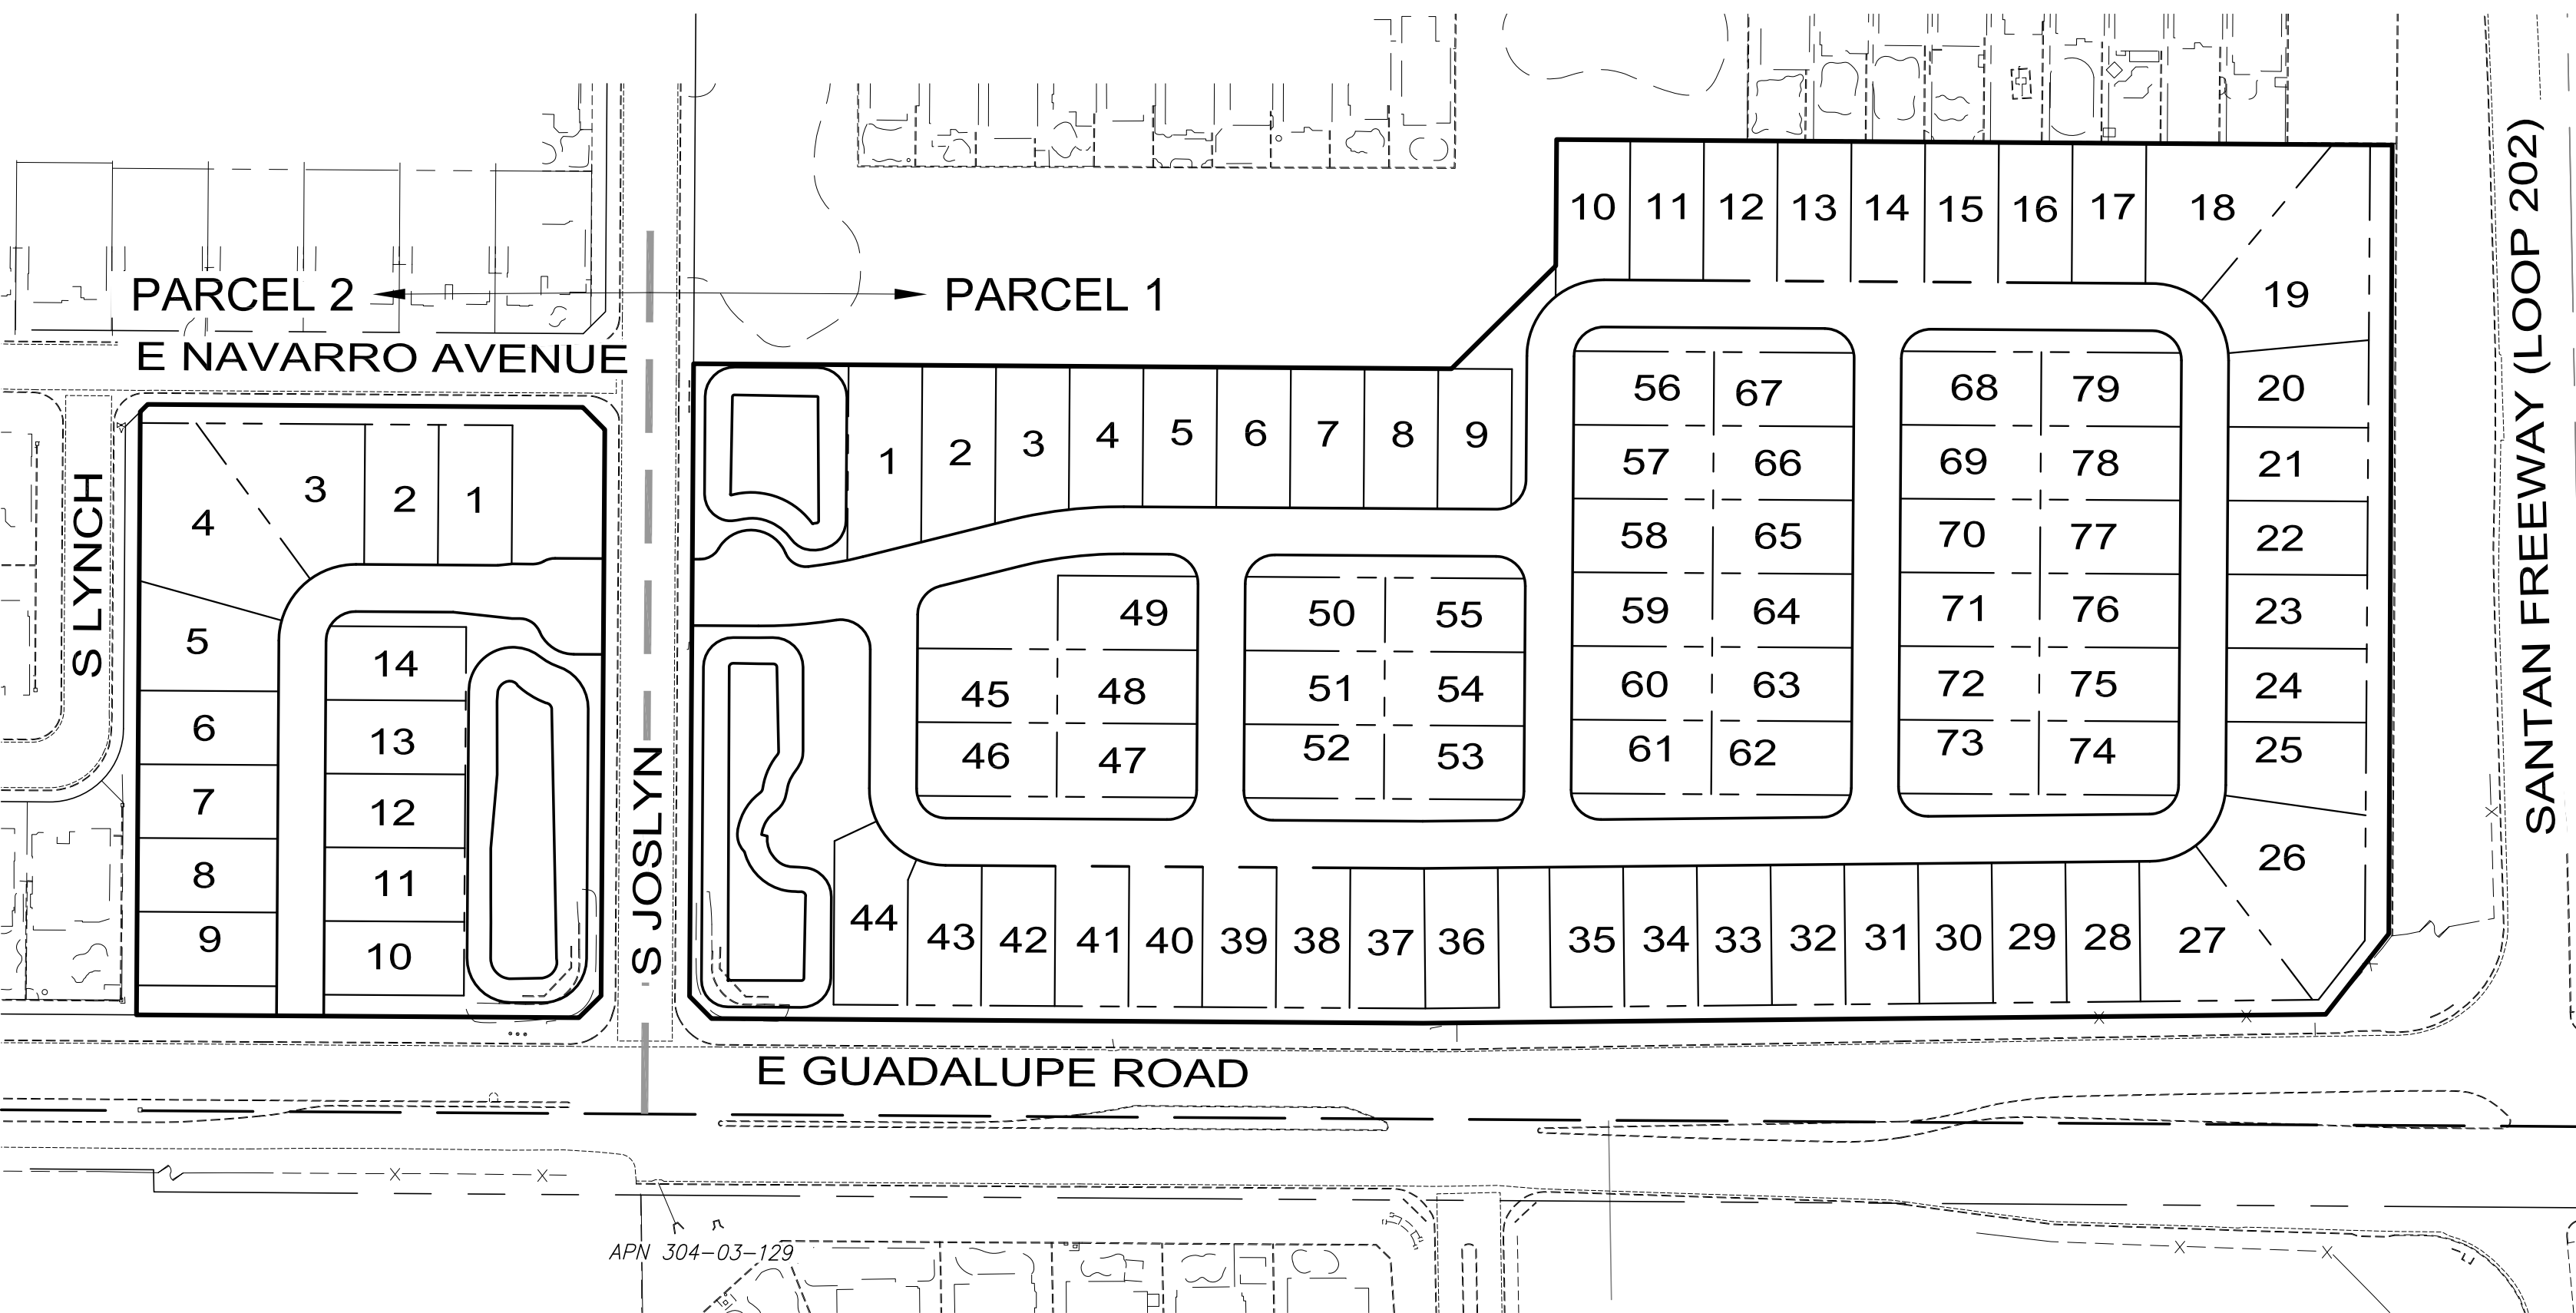 10 11 12 13 14 15 16 17 18
PARCEL 2 PARCEL 1 19
E NAVARRO AVENUE
SANTAN FREEWAY (LOOP 202)
S LYNCH
S JOSLYN
56 67 68 79 20
1 2 3 4 5 6 7 8 9
57 66 69 78 21
4 3 2 1
58 65 70 77 22
49 50 55 59 64 71 76 23
5 14
45 48 51 54 60 63 72 75 24
6 13
46 47 52 53 61 62 73 74 25
7 12
8 11 26
44 43 42 41 40 39 38 37 36 35 34 33 32 31 30 29 28 27
9 10
E GUADALUPE ROAD
APN 304-03-129